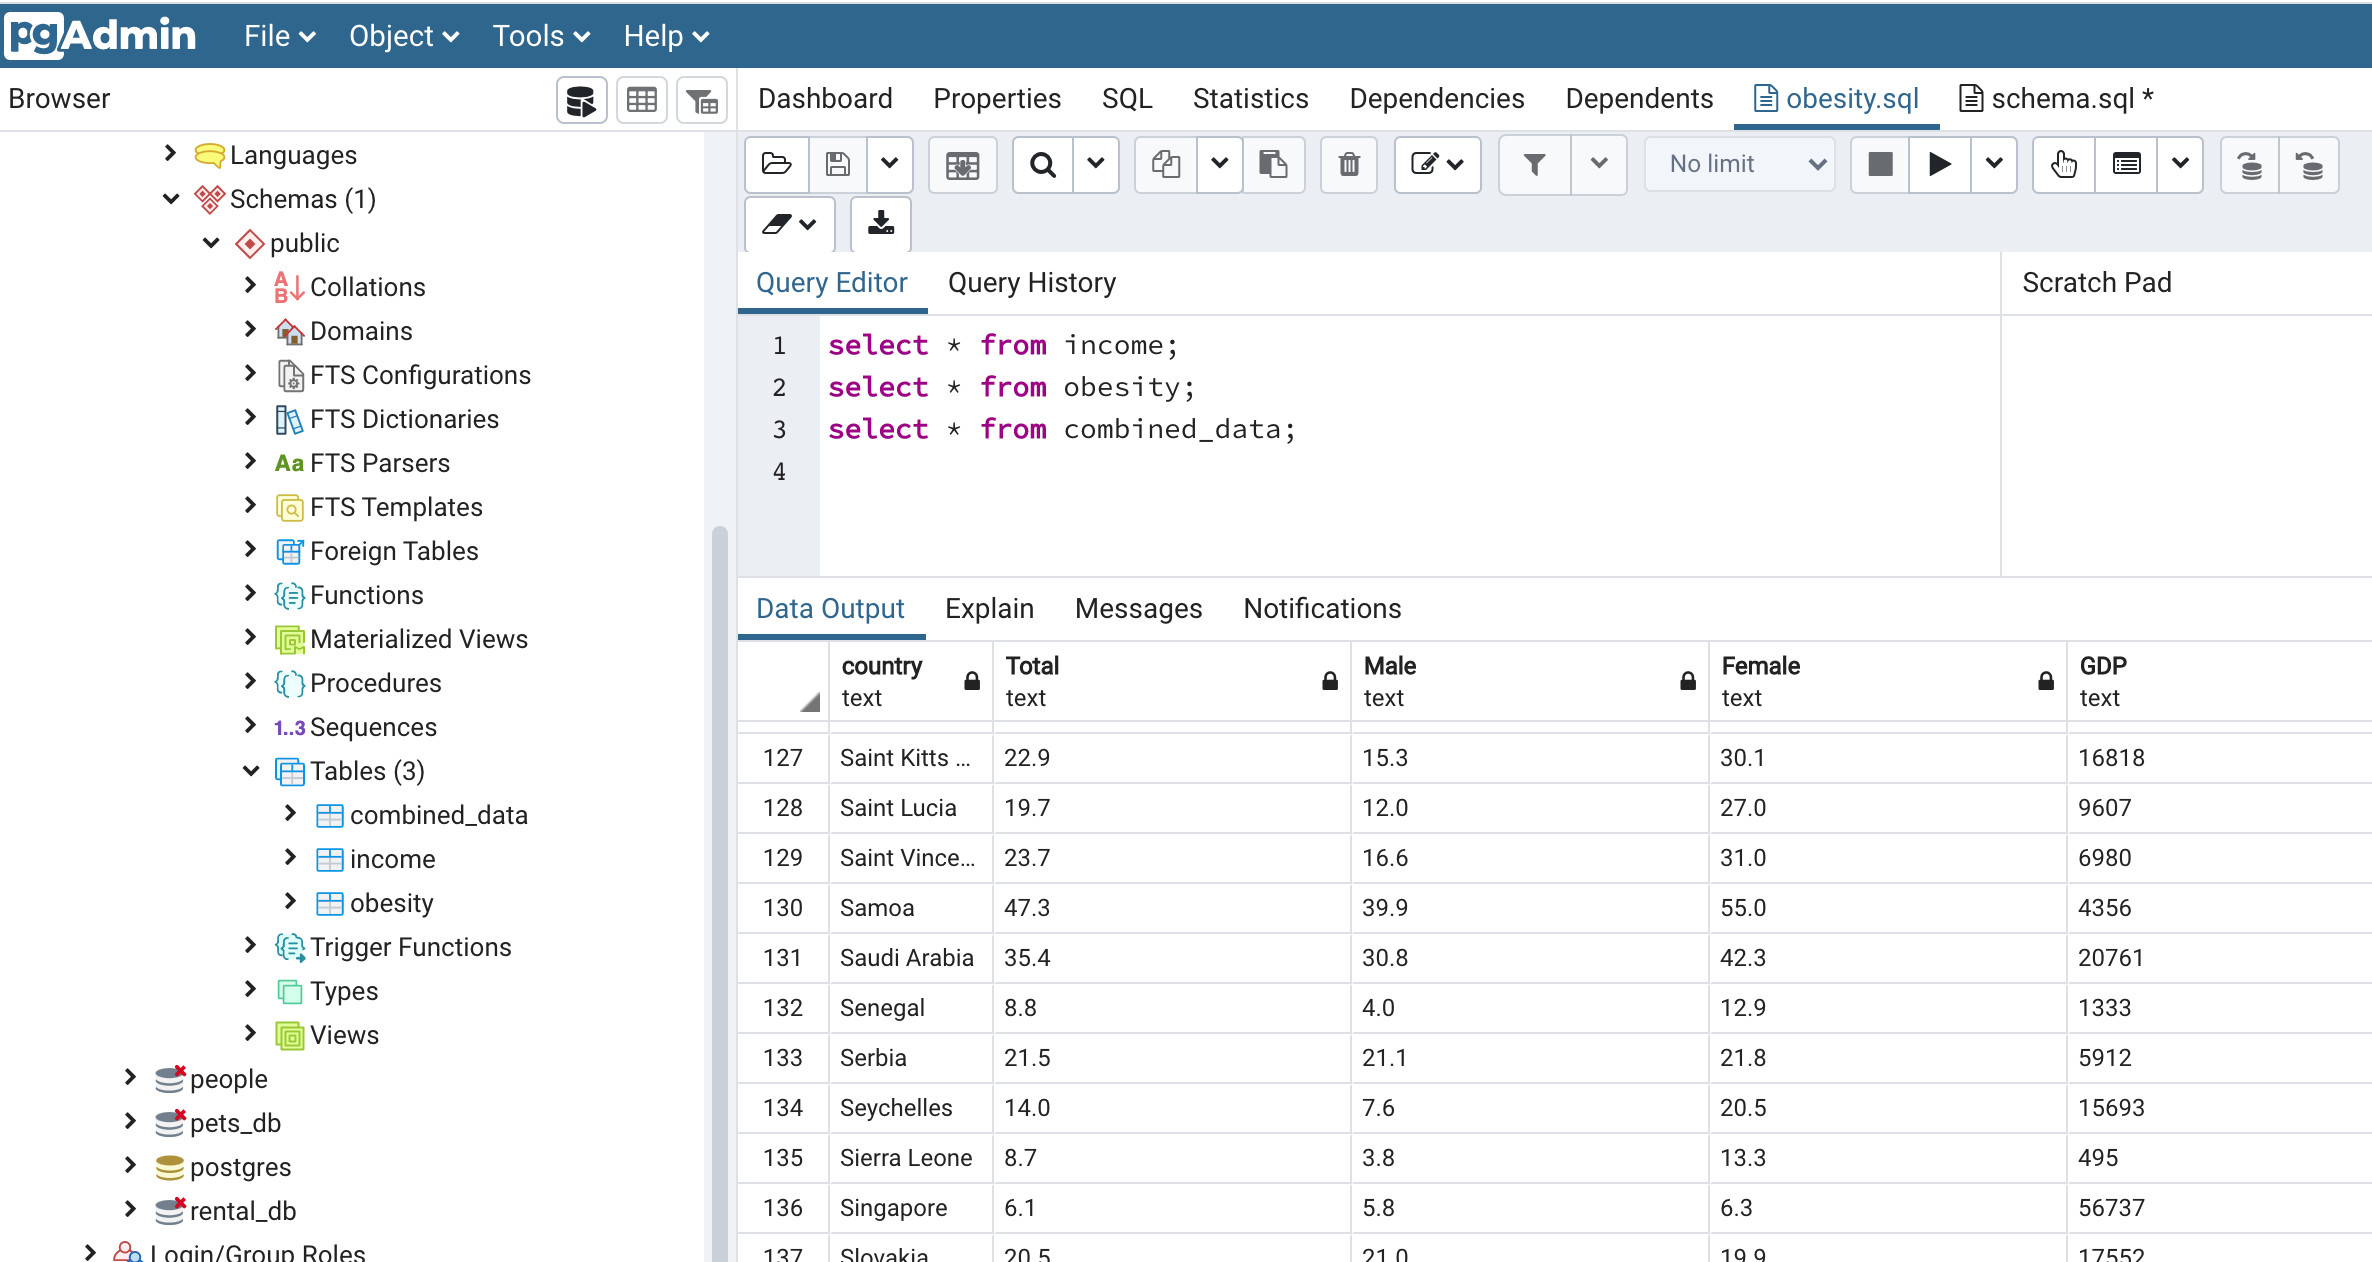 pgAdmin File Object Tools Help
Browser
Dashboard Properties SQL Statistics Dependencies Dependents obesity.sql schema.sql *
Languages
Schemas (1)
public
Collations
Domains
FTS Configurations
FTS Dictionaries
Aa FTS Parsers
FTS Templates
Foreign Tables
Functions
Materialized Views
Procedures
1..3 Sequences
Tables (3)
combined_data
income
obesity
Trigger Functions
Types
Views
people
pets_db
postgres
rental_db
Login/Group Roles
No limit
Query Editor Query History
Scratch Pad
1 select * from income;
2 select * from obesity;
3 select * from combined_data;
4
Data Output Explain Messages Notifications
country Total Male Female GDP
text text text text text
127 Saint Kitts ... 22.9 15.3 30.1 16818
128 Saint Lucia 19.7 12.0 27.0 9607
129 Saint Vince... 23.7 16.6 31.0 6980
130 Samoa 47.3 39.9 55.0 4356
131 Saudi Arabia 35.4 30.8 42.3 20761
132 Senegal 8.8 4.0 12.9 1333
133 Serbia 21.5 21.1 21.8 5912
134 Seychelles 14.0 7.6 20.5 15693
135 Sierra Leone 8.7 3.8 13.3 495
136 Singapore 6.1 5.8 6.3 56737
137 Slovakia 20.5 21.0 19.9 17552